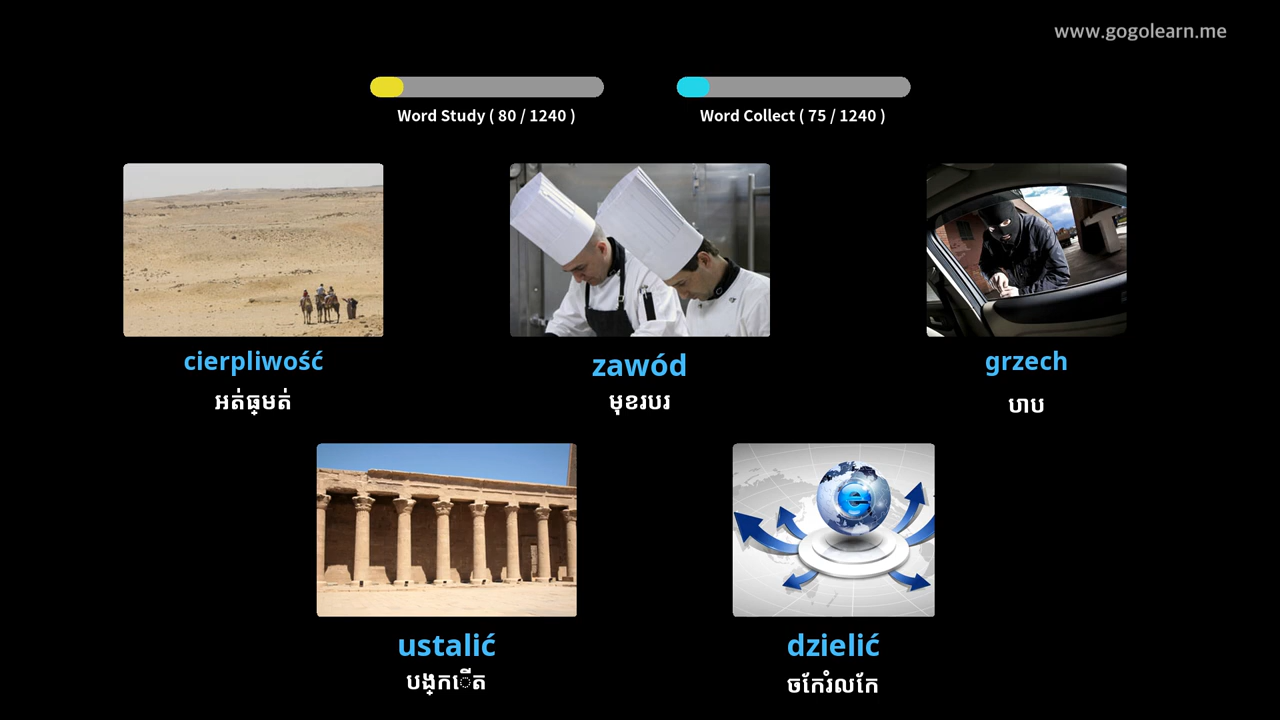 www.gogolearn.me
Word Study ( 80 / 1240 )
Word Collect ( 75 / 1240 )
cierpliwość
zawód
grzech
អត់ធ្មត់
មុខរបរ
បាប
ustalić
dzielić
បង្កើត
ចែករំលែក